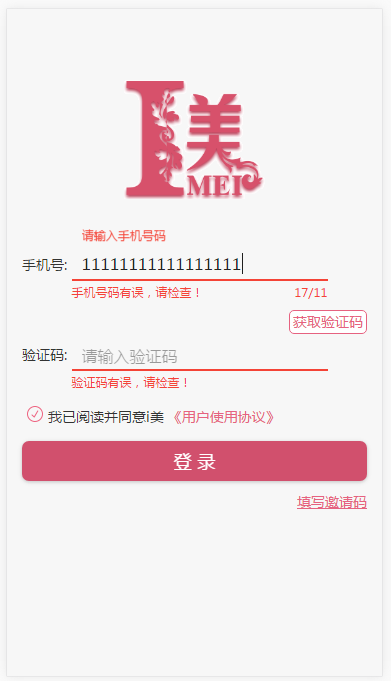 I美
MEI
请输入手机号码
手机号: 11111111111111111
手机号码有误，请检查！ 17/11
获取验证码
验证码: 请输入验证码
验证码有误，请检查！
我已阅读并同意i美 《用户使用协议》
登录
填写邀请码